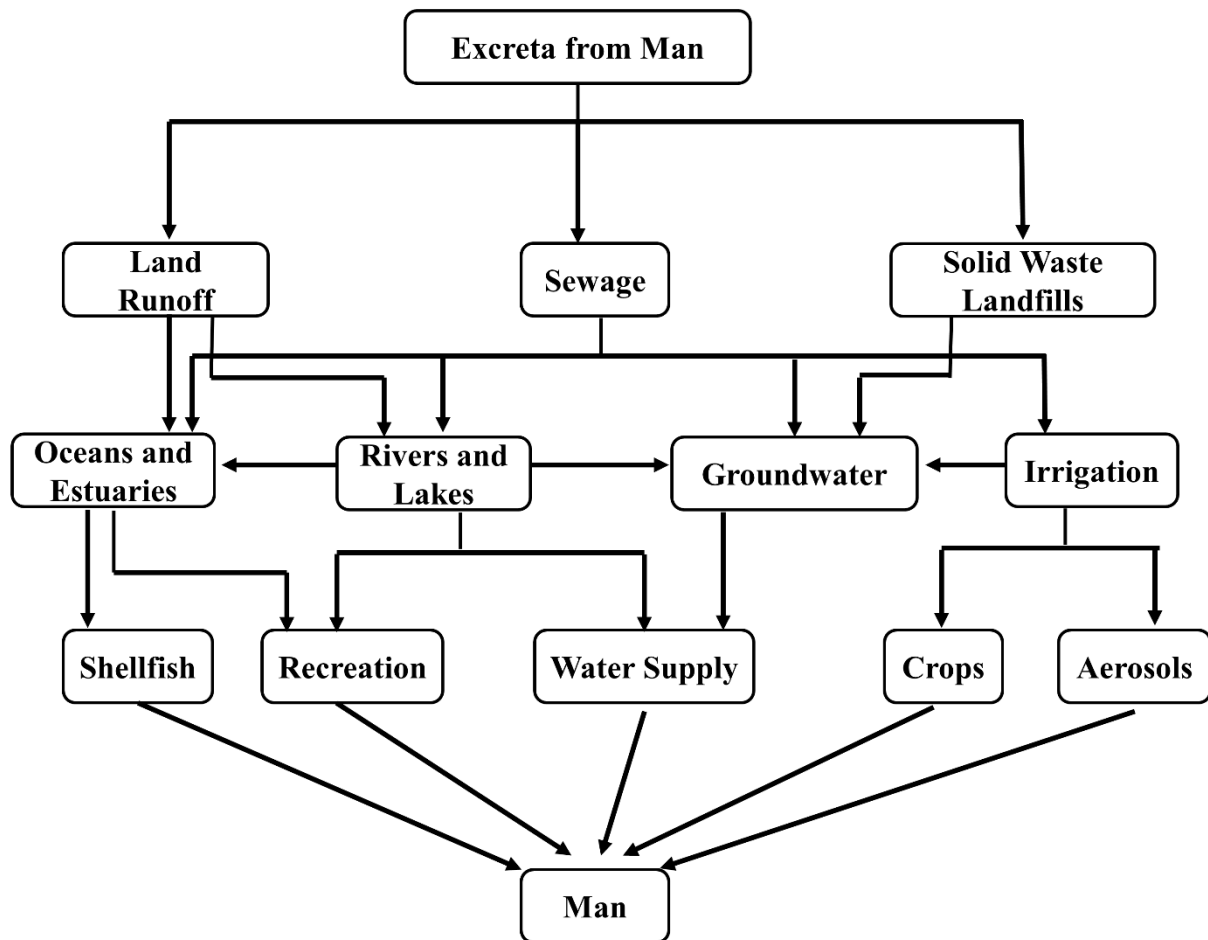 Excreta from Man
Land
Runoff
Sewage
Solid Waste
Landfills
Oceans and
Estuaries
Rivers and
Lakes
Groundwater
Irrigation
Shellfish
Recreation
Water Supply
Crops
Aerosols
Man